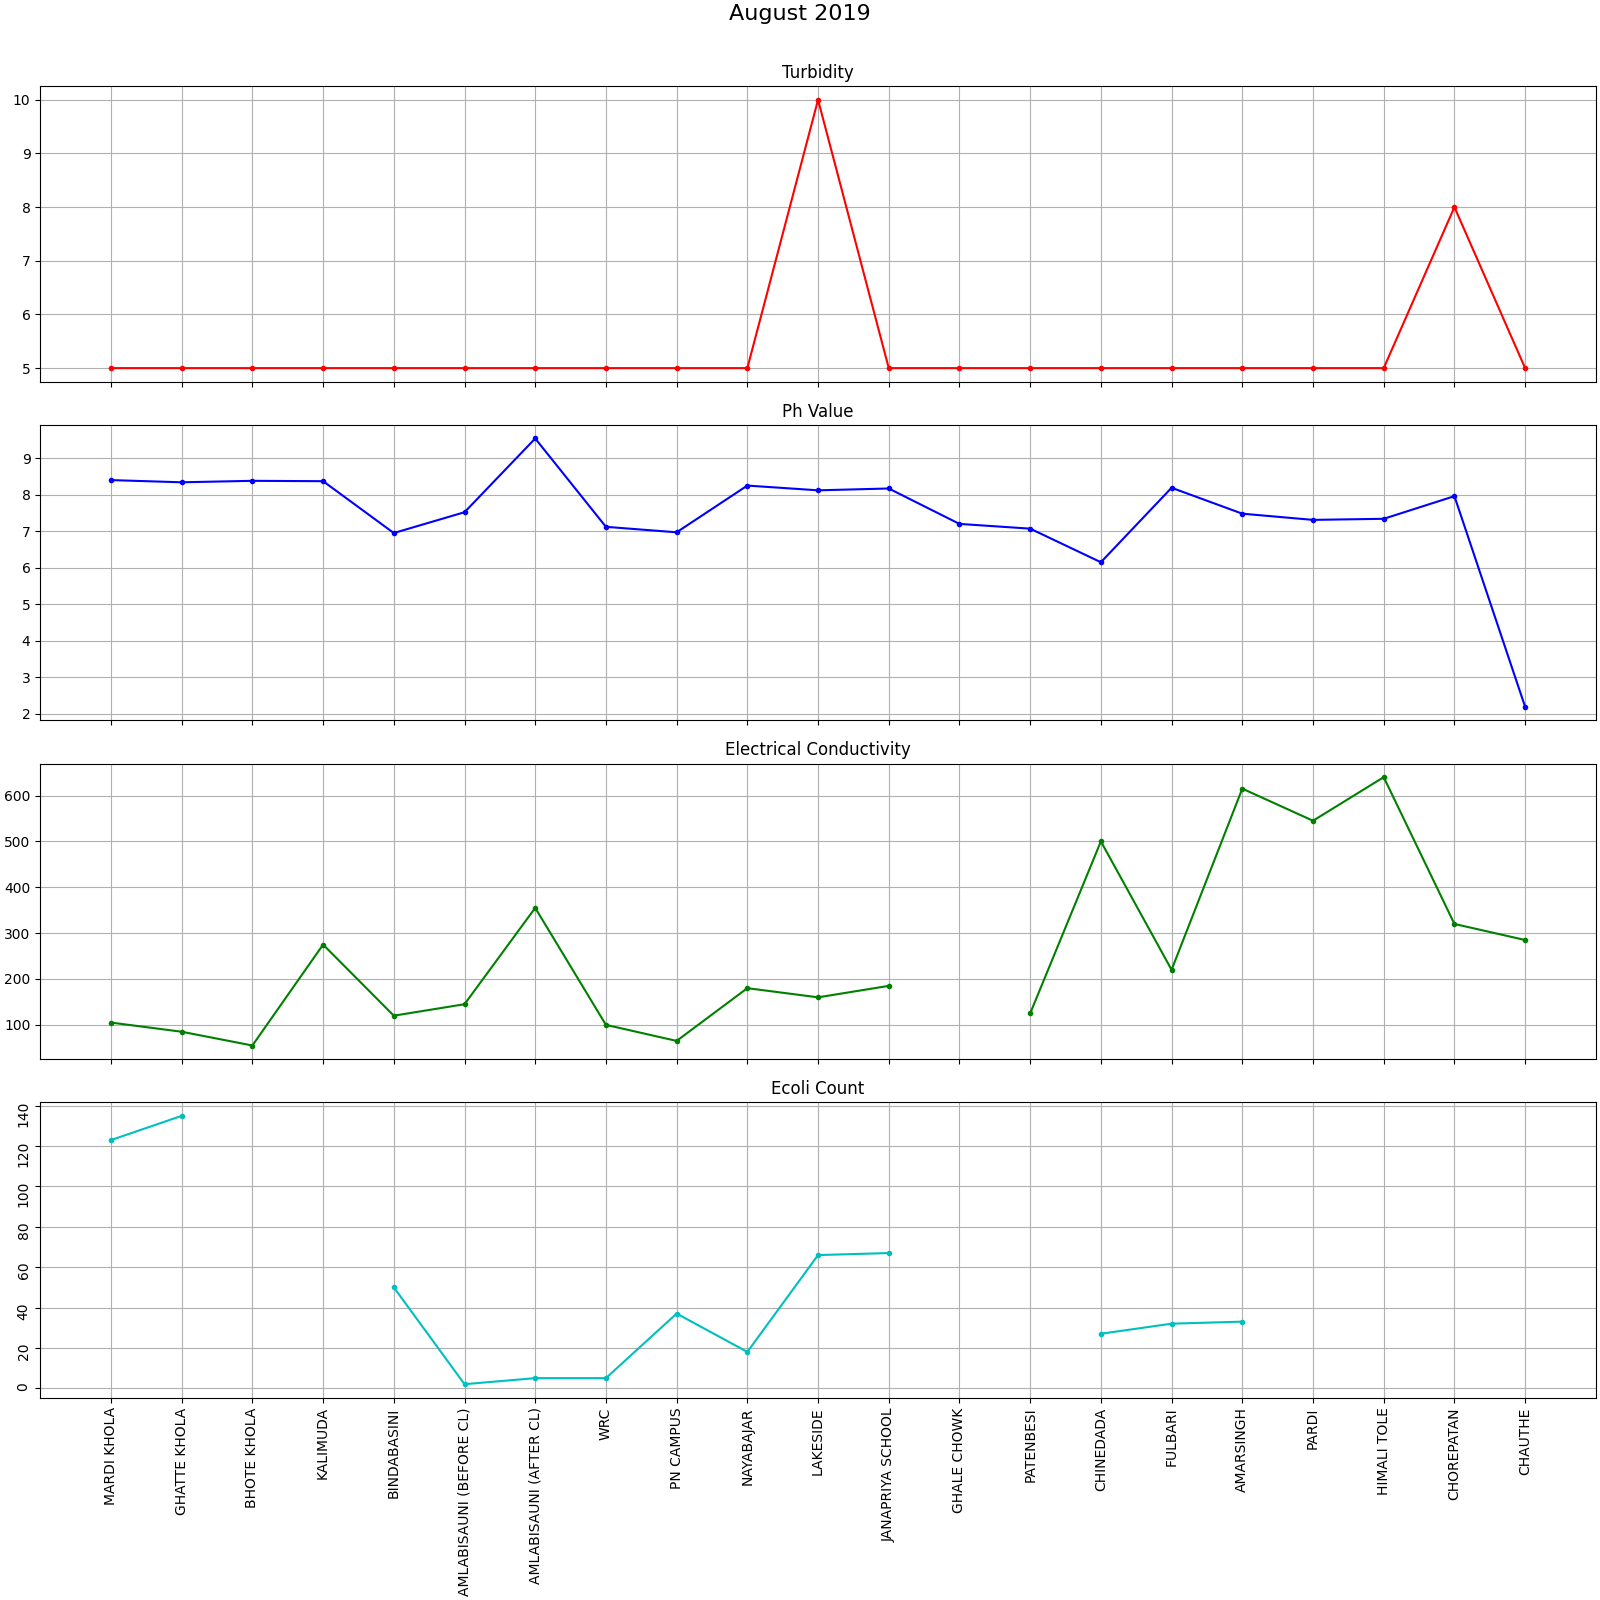 August 2019
Turbidity
10
9
8
7
6
5
Ph Value
9
8
7
6
5
4
3
2
Electrical Conductivity
600
500
400
300
200
100
Ecoli Count
140
120
100
80
60
40
20
0
MARDI KHOLA
GHATTE KHOLA
BHOTE KHOLA
KALIMUDA
BINDABASINI
AMLABISAUNI (BEFORE CL)
AMLABISAUNI (AFTER CL)
WRC
PN CAMPUS
NAYABAJAR
LAKESIDE
JANAPRIYA SCHOOL
GHALE CHOWK
PATENBESI
CHINEDADA
FULBARI
AMARSINGH
PARDI
HIMALI TOLE
CHOREPATAN
CHAUTHE